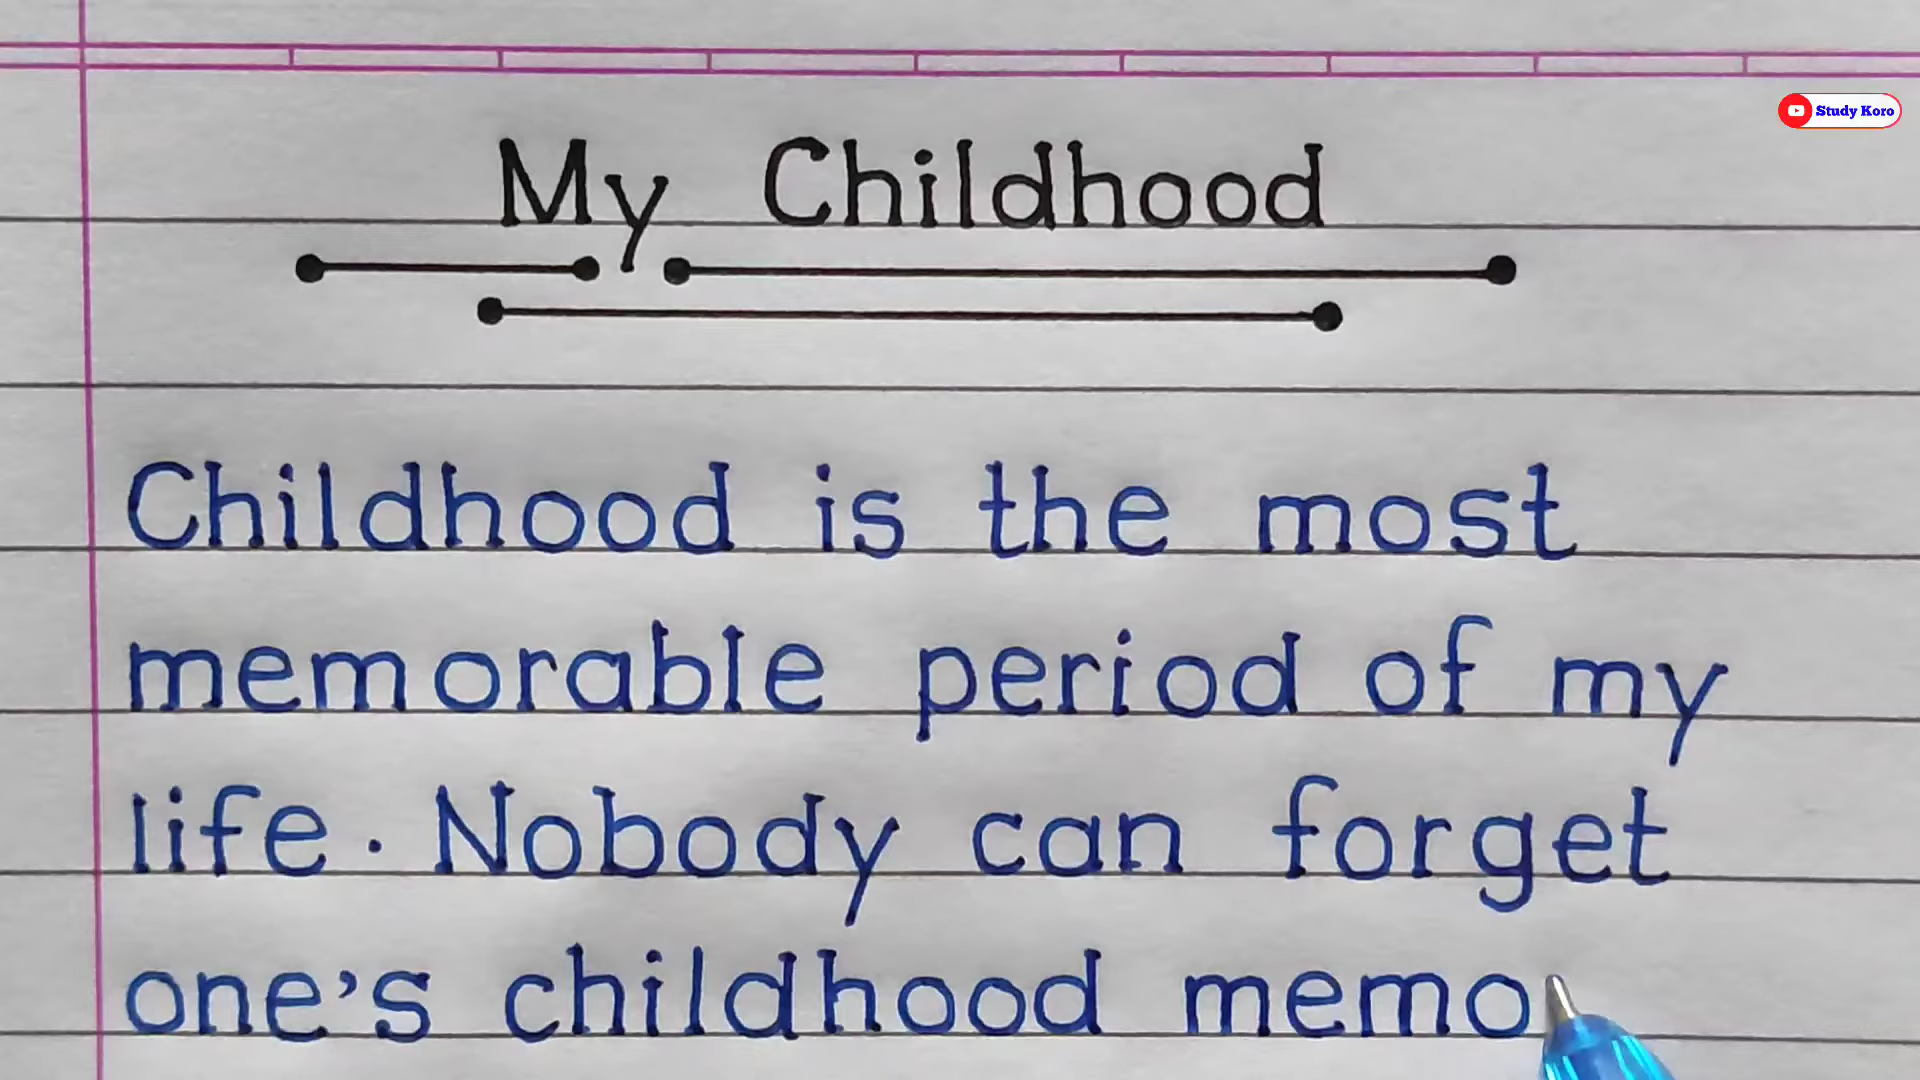 Study Koro
My Childhood
Childhood is the most
memorable period of my
life. Nobody can forget
one's childhood memo